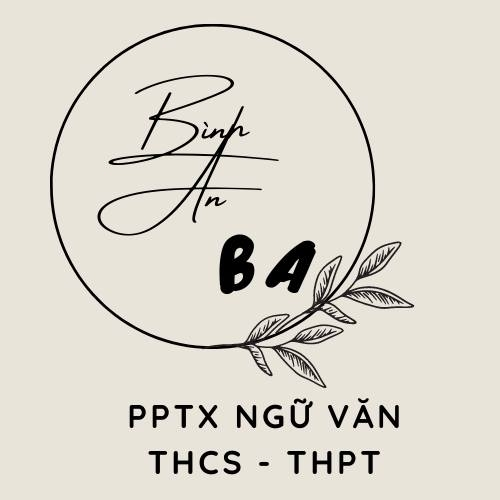 Bình
An
BA
PPTX NGỮ VĂN
THCS - THPT